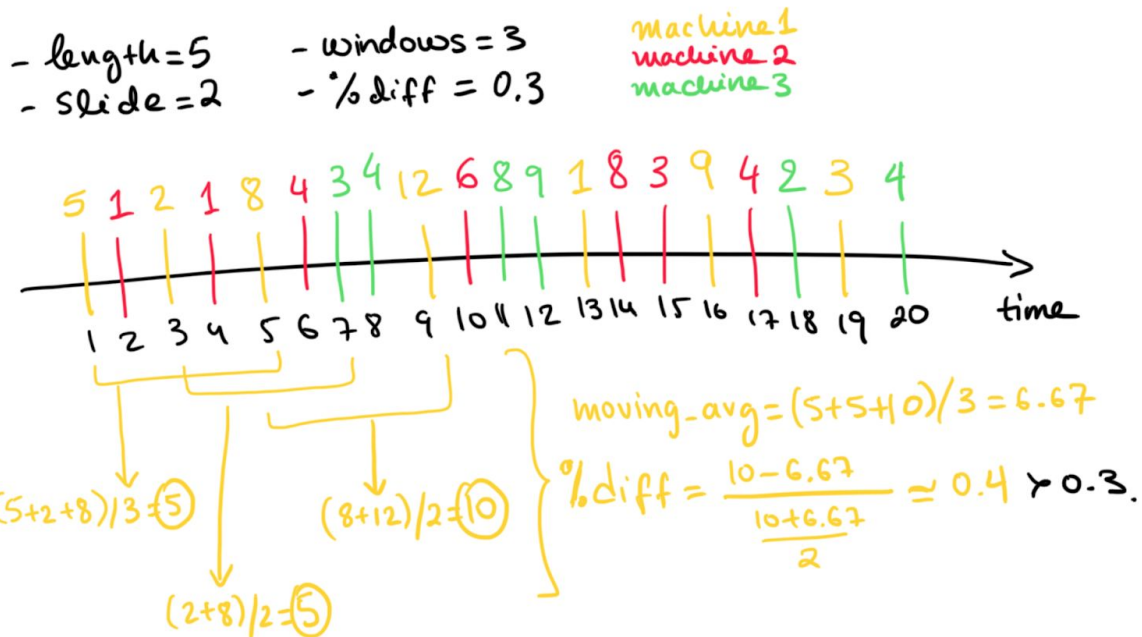 - length=5
- slide=2
- windows=3
- %diff = 0.3
machine1
machine2
machine3
5 1 2 1 8 4 3 4 12 6 8 9 1 8 3 9 4 2 3 4
1 2 3 4 5 6 7 8 9 10 11 12 13 14 15 16 17 18 19 20
time
(5+2+8)/3=5
(2+8)/2=5
(8+12)/2=10
moving_avg=(5+5+10)/3=6.67
%diff = 10-6.67
10+6.67
2
≃ 0.4 > 0.3.